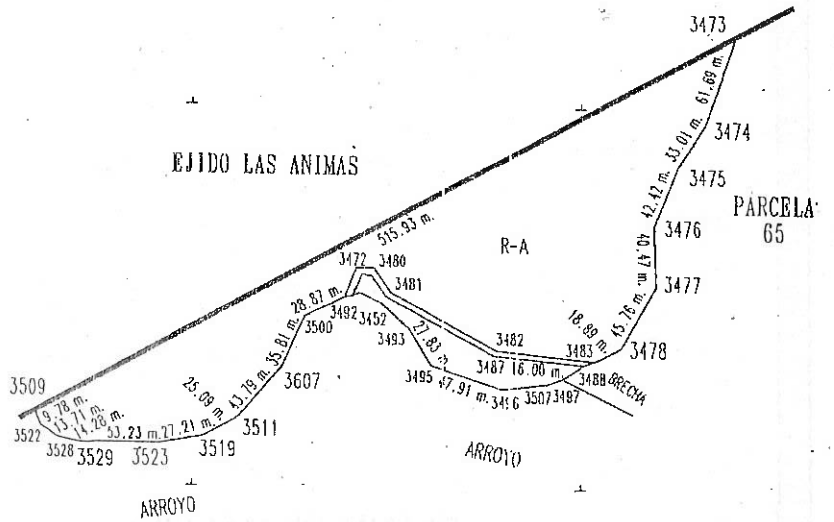 3473
61.69 m.
3474
33.01 m.
EJIDO LAS ANIMAS
3475
42.42 m.
PARCELA
65
515.93 m.
R-A
3476
40.47 m.
3472
3480
3481
3477
28.87 m.
3492
3452
18.89 m.
45.76 m.
3500
3493
27.83 m.
3482
3483
3478
35.81 m.
3487
16.00 m.
3488
BRECHA
3607
3495
47.91 m.
3496
3507
3497
3509
25.09 m.
43.79 m.
9.78 m.
13.71 m.
14.28 m.
3511
3522
53.23 m.
27.21 m.
3528
3529
3523
3519
ARROYO
ARROYO